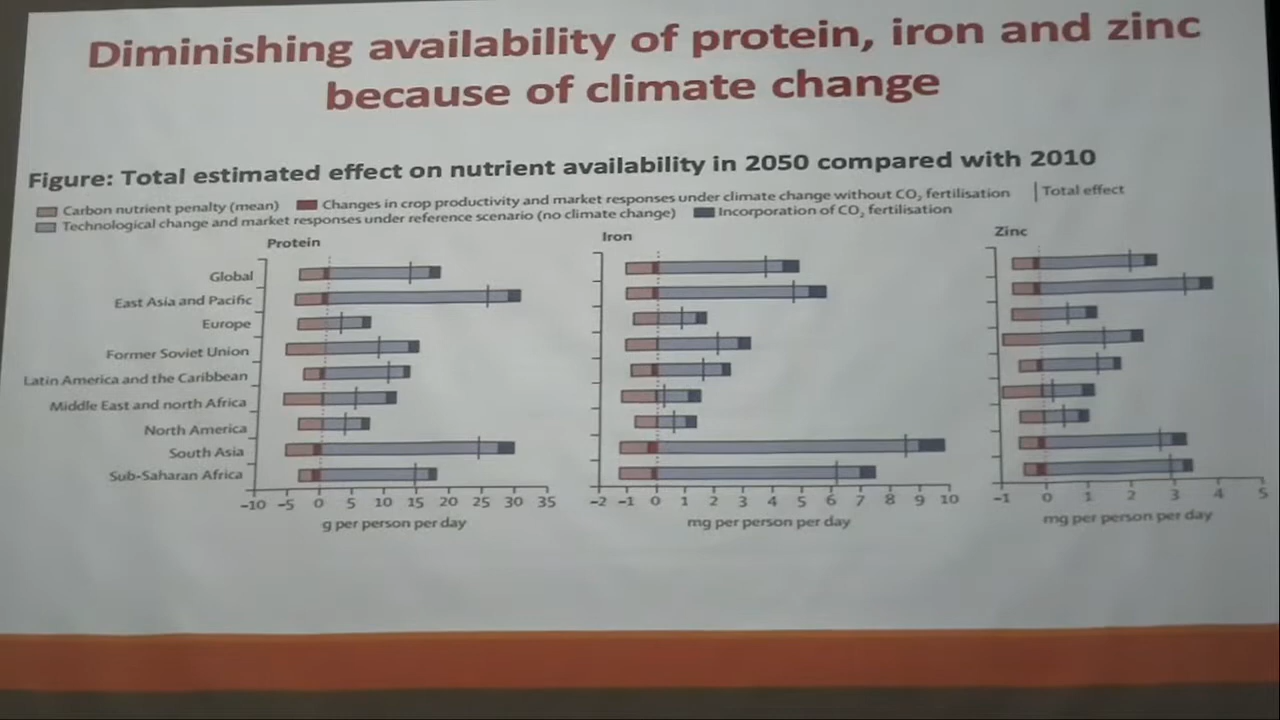 Diminishing availability of protein, iron and zinc
because of climate change
Figure: Total estimated effect on nutrient availability in 2050 compared with 2010
Carbon nutrient penalty (mean) Changes in crop productivity and market responses under climate change without CO₂ fertilisation Total effect
Technological change and market responses under reference scenario (no climate change) Incorporation of CO₂ fertilisation
Protein Iron Zinc
Global
East Asia and Pacific
Europe
Former Soviet Union
Latin America and the Caribbean
Middle East and north Africa
North America
South Asia
Sub-Saharan Africa
−10 −5 0 5 10 15 20 25 30 35 −2 −1 0 1 2 3 4 5 6 7 8 9 10 −1 0 1 2 3 4 5
g per person per day mg per person per day mg per person per day